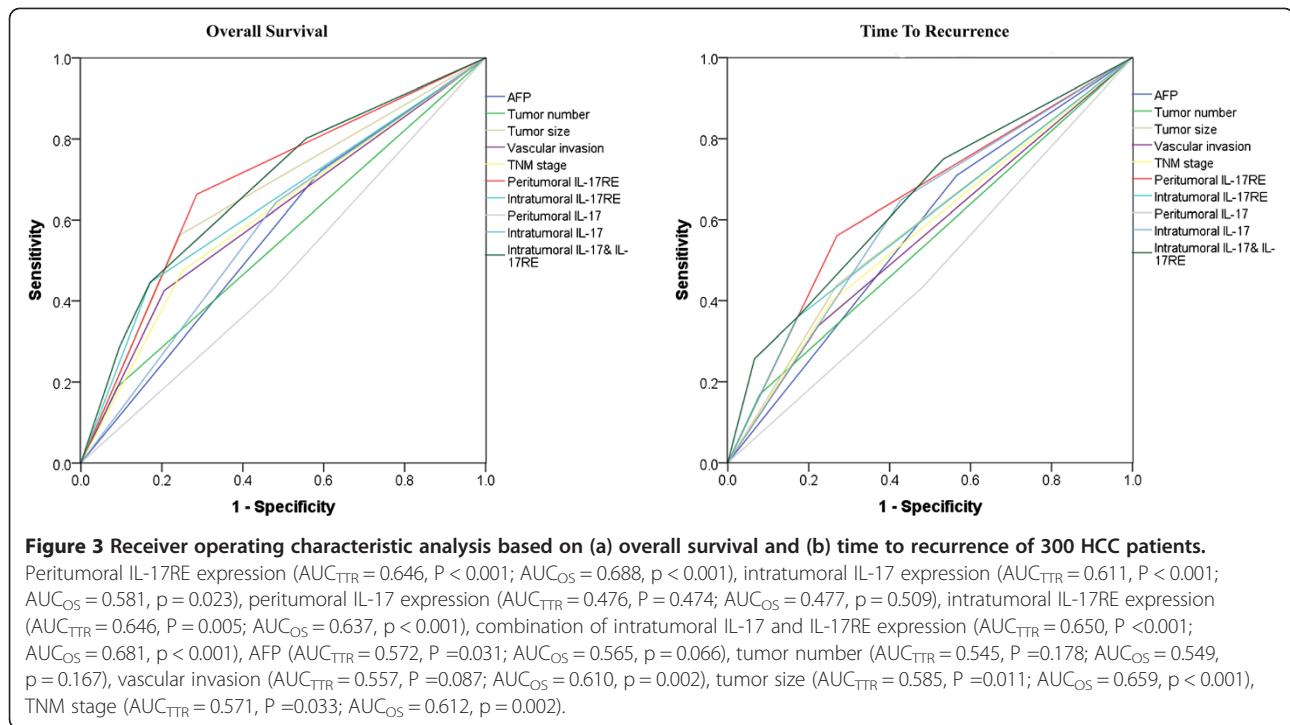 Overall Survival
1.0
0.8
0.6
0.4
0.2
0.0
Sensitivity
0.0 0.2 0.4 0.6 0.8 1.0
1 - Specificity
AFP
Tumor number
Tumor size
Vascular invasion
TNM stage
Peritumoral IL-17RE
Intratumoral IL-17RE
Peritumoral IL-17
Intratumoral IL-17
Intratumoral IL-17& IL-
17RE
Time To Recurrence
1.0
0.8
0.6
0.4
0.2
0.0
Sensitivity
0.0 0.2 0.4 0.6 0.8 1.0
1 - Specificity
AFP
Tumor number
Tumor size
Vascular invasion
TNM stage
Peritumoral IL-17RE
Intratumoral IL-17RE
Peritumoral IL-17
Intratumoral IL-17
Intratumoral IL-17& IL-
17RE
Figure 3 Receiver operating characteristic analysis based on (a) overall survival and (b) time to recurrence of 300 HCC patients.
Peritumoral IL-17RE expression (AUCTTR = 0.646, P < 0.001; AUCOS = 0.688, p < 0.001), intratumoral IL-17 expression (AUCTTR = 0.611, P < 0.001;
AUCOS = 0.581, p = 0.023), peritumoral IL-17 expression (AUCTTR = 0.476, P = 0.474; AUCOS = 0.477, p = 0.509), intratumoral IL-17RE expression
(AUCTTR = 0.646, P = 0.005; AUCOS = 0.637, p < 0.001), combination of intratumoral IL-17 and IL-17RE expression (AUCTTR = 0.650, P <0.001;
AUCOS = 0.681, p < 0.001), AFP (AUCTTR = 0.572, P =0.031; AUCOS = 0.565, p = 0.066), tumor number (AUCTTR = 0.545, P =0.178; AUCOS = 0.549,
p = 0.167), vascular invasion (AUCTTR = 0.557, P =0.087; AUCOS = 0.610, p = 0.002), tumor size (AUCTTR = 0.585, P =0.011; AUCOS = 0.659, p < 0.001),
TNM stage (AUCTTR = 0.571, P =0.033; AUCOS = 0.612, p = 0.002).